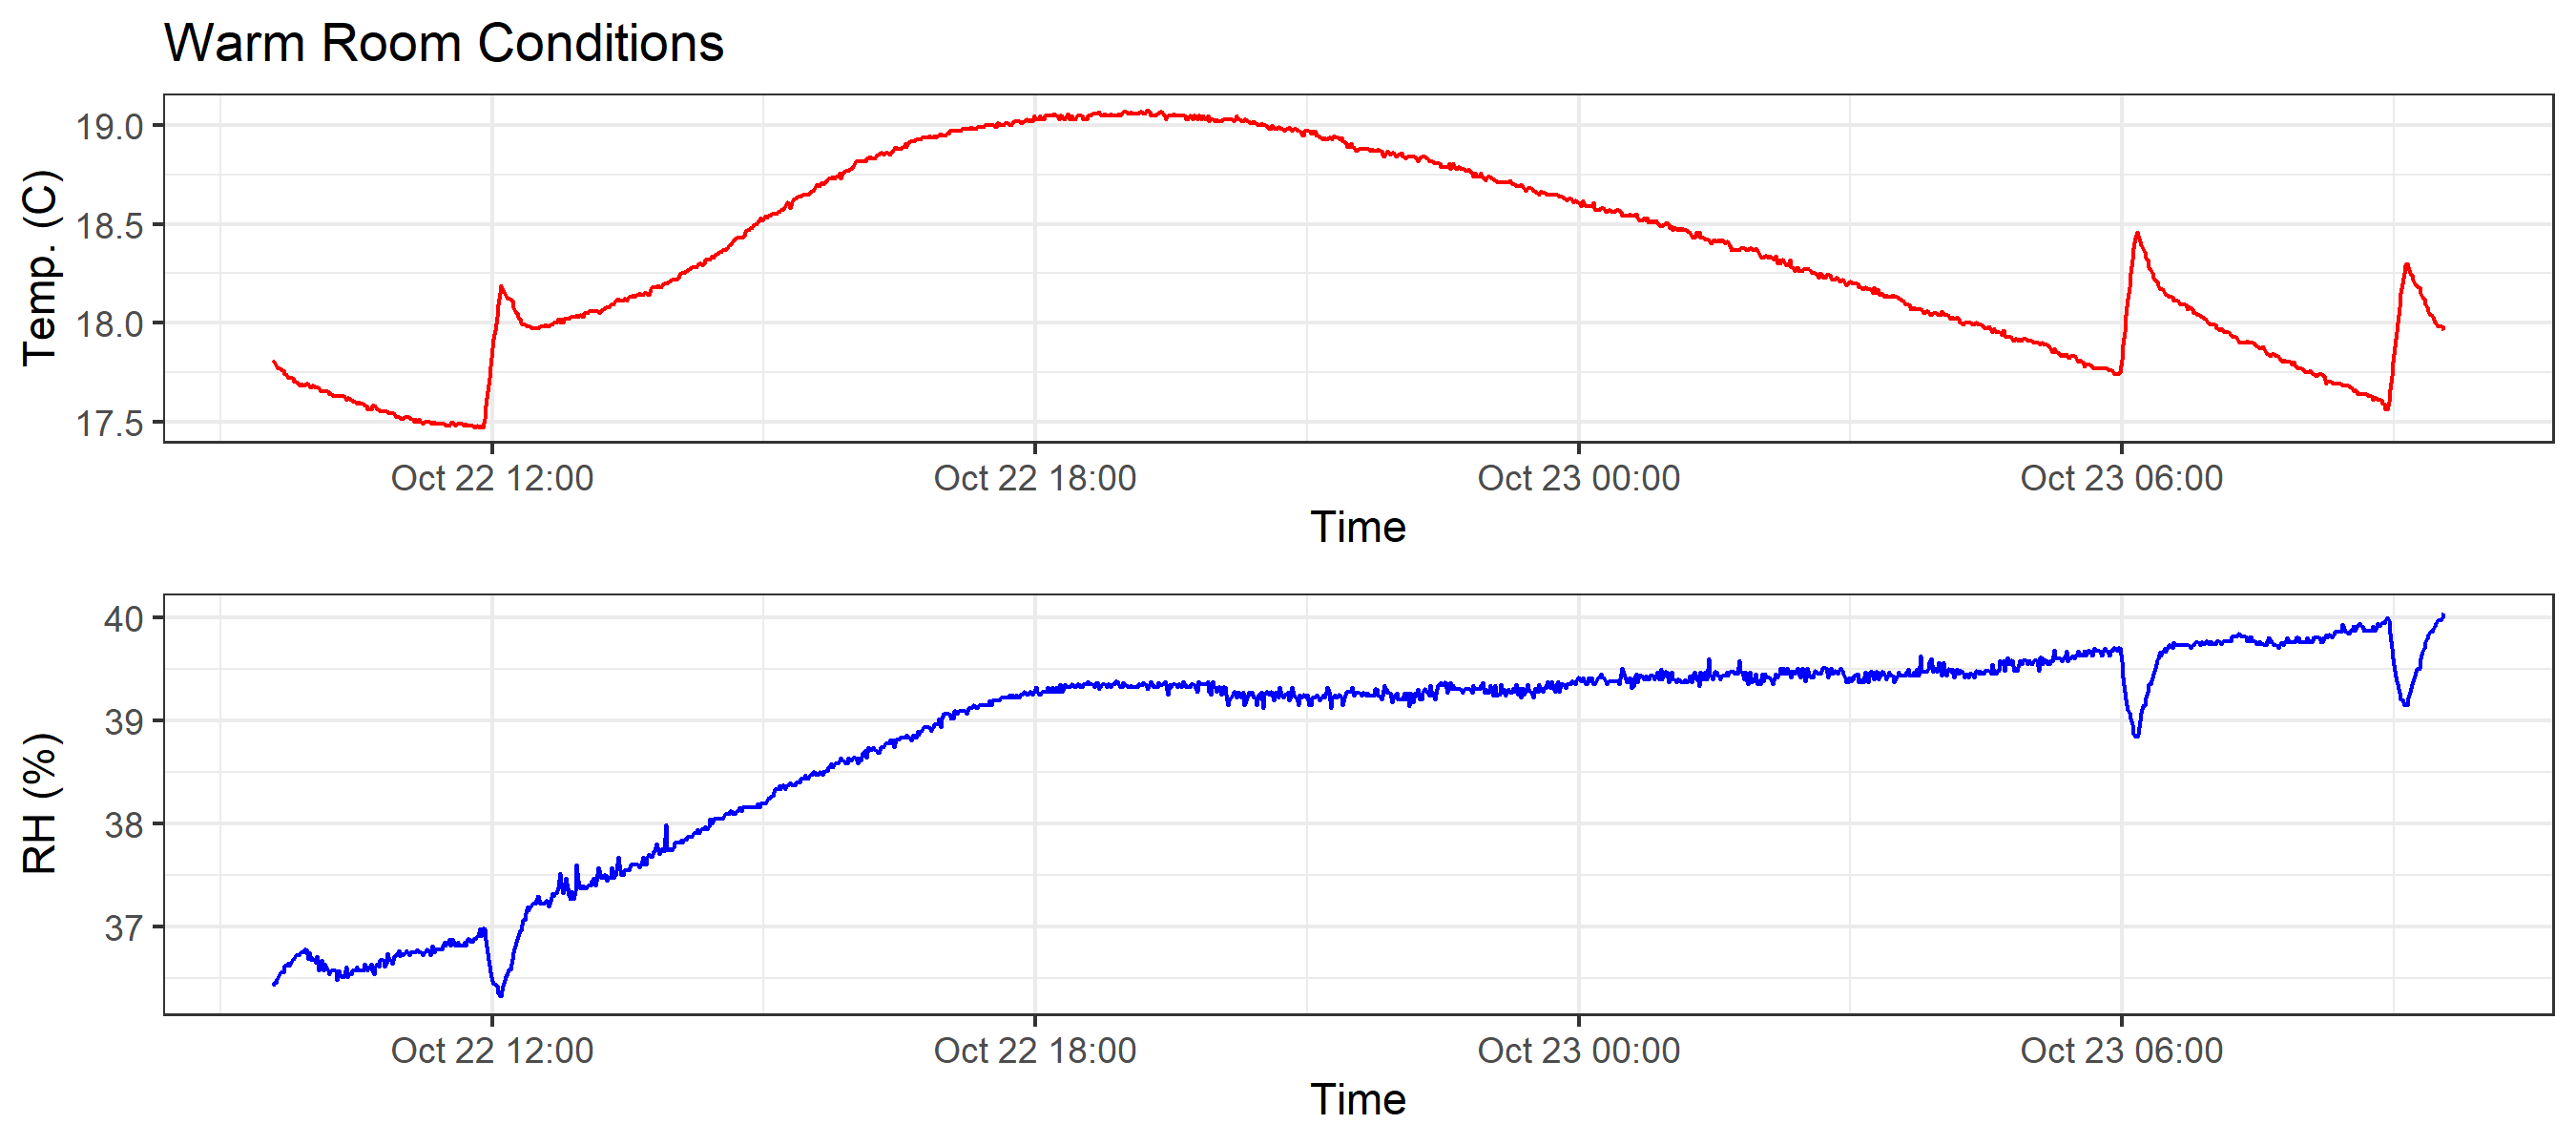 Warm Room Conditions
Temp. (C)
19.0
18.5
18.0
17.5
Oct 22 12:00 Oct 22 18:00 Oct 23 00:00 Oct 23 06:00
Time
RH (%)
40
39
38
37
Oct 22 12:00 Oct 22 18:00 Oct 23 00:00 Oct 23 06:00
Time